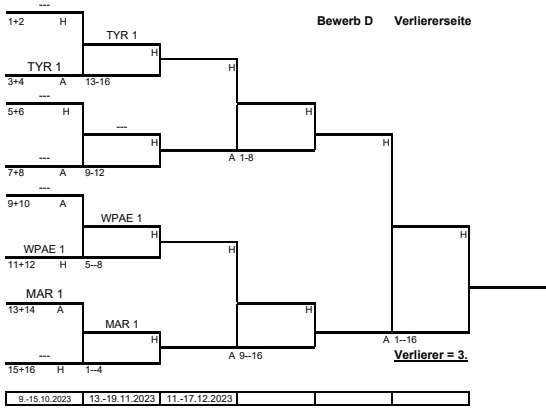 ---
Bewerb D Verliererseite
1+2 H
TYR 1
H
TYR 1
H
3+4 A 13-16
---
5+6 H
H
---
H
H
---
A 1-8
7+8 A 9-12
---
9+10 A
WPAE 1
H
H
WPAE 1
H
11+12 H 5--8
MAR 1
13+14 A
H
MAR 1
H
A 1--16
---
A 9--16
Verlierer = 3.
15+16 H 1--4
9.-15.10.2023 13.-19.11.2023 11.-17.12.2023